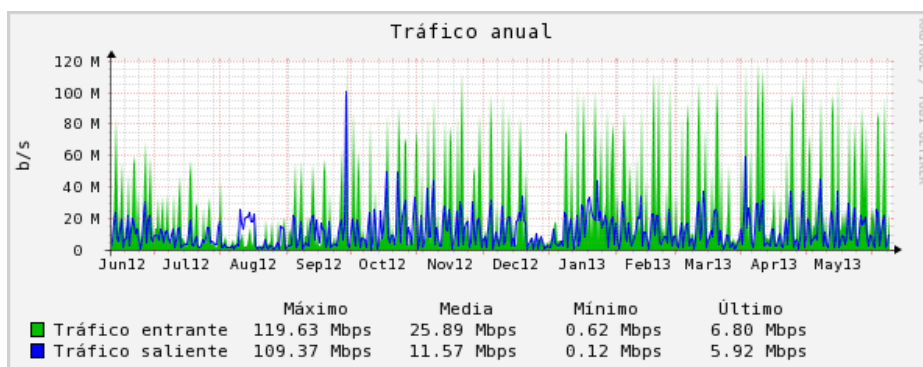 Tráfico anual
b/s
120 M
100 M
80 M
60 M
40 M
20 M
0
Jun12 Jul12 Aug12 Sep12 Oct12 Nov12 Dec12 Jan13 Feb13 Mar13 Apr13 May13
Máximo Media Mínimo Último
Tráfico entrante 119.63 Mbps 25.89 Mbps 0.62 Mbps 6.80 Mbps
Tráfico saliente 109.37 Mbps 11.57 Mbps 0.12 Mbps 5.92 Mbps